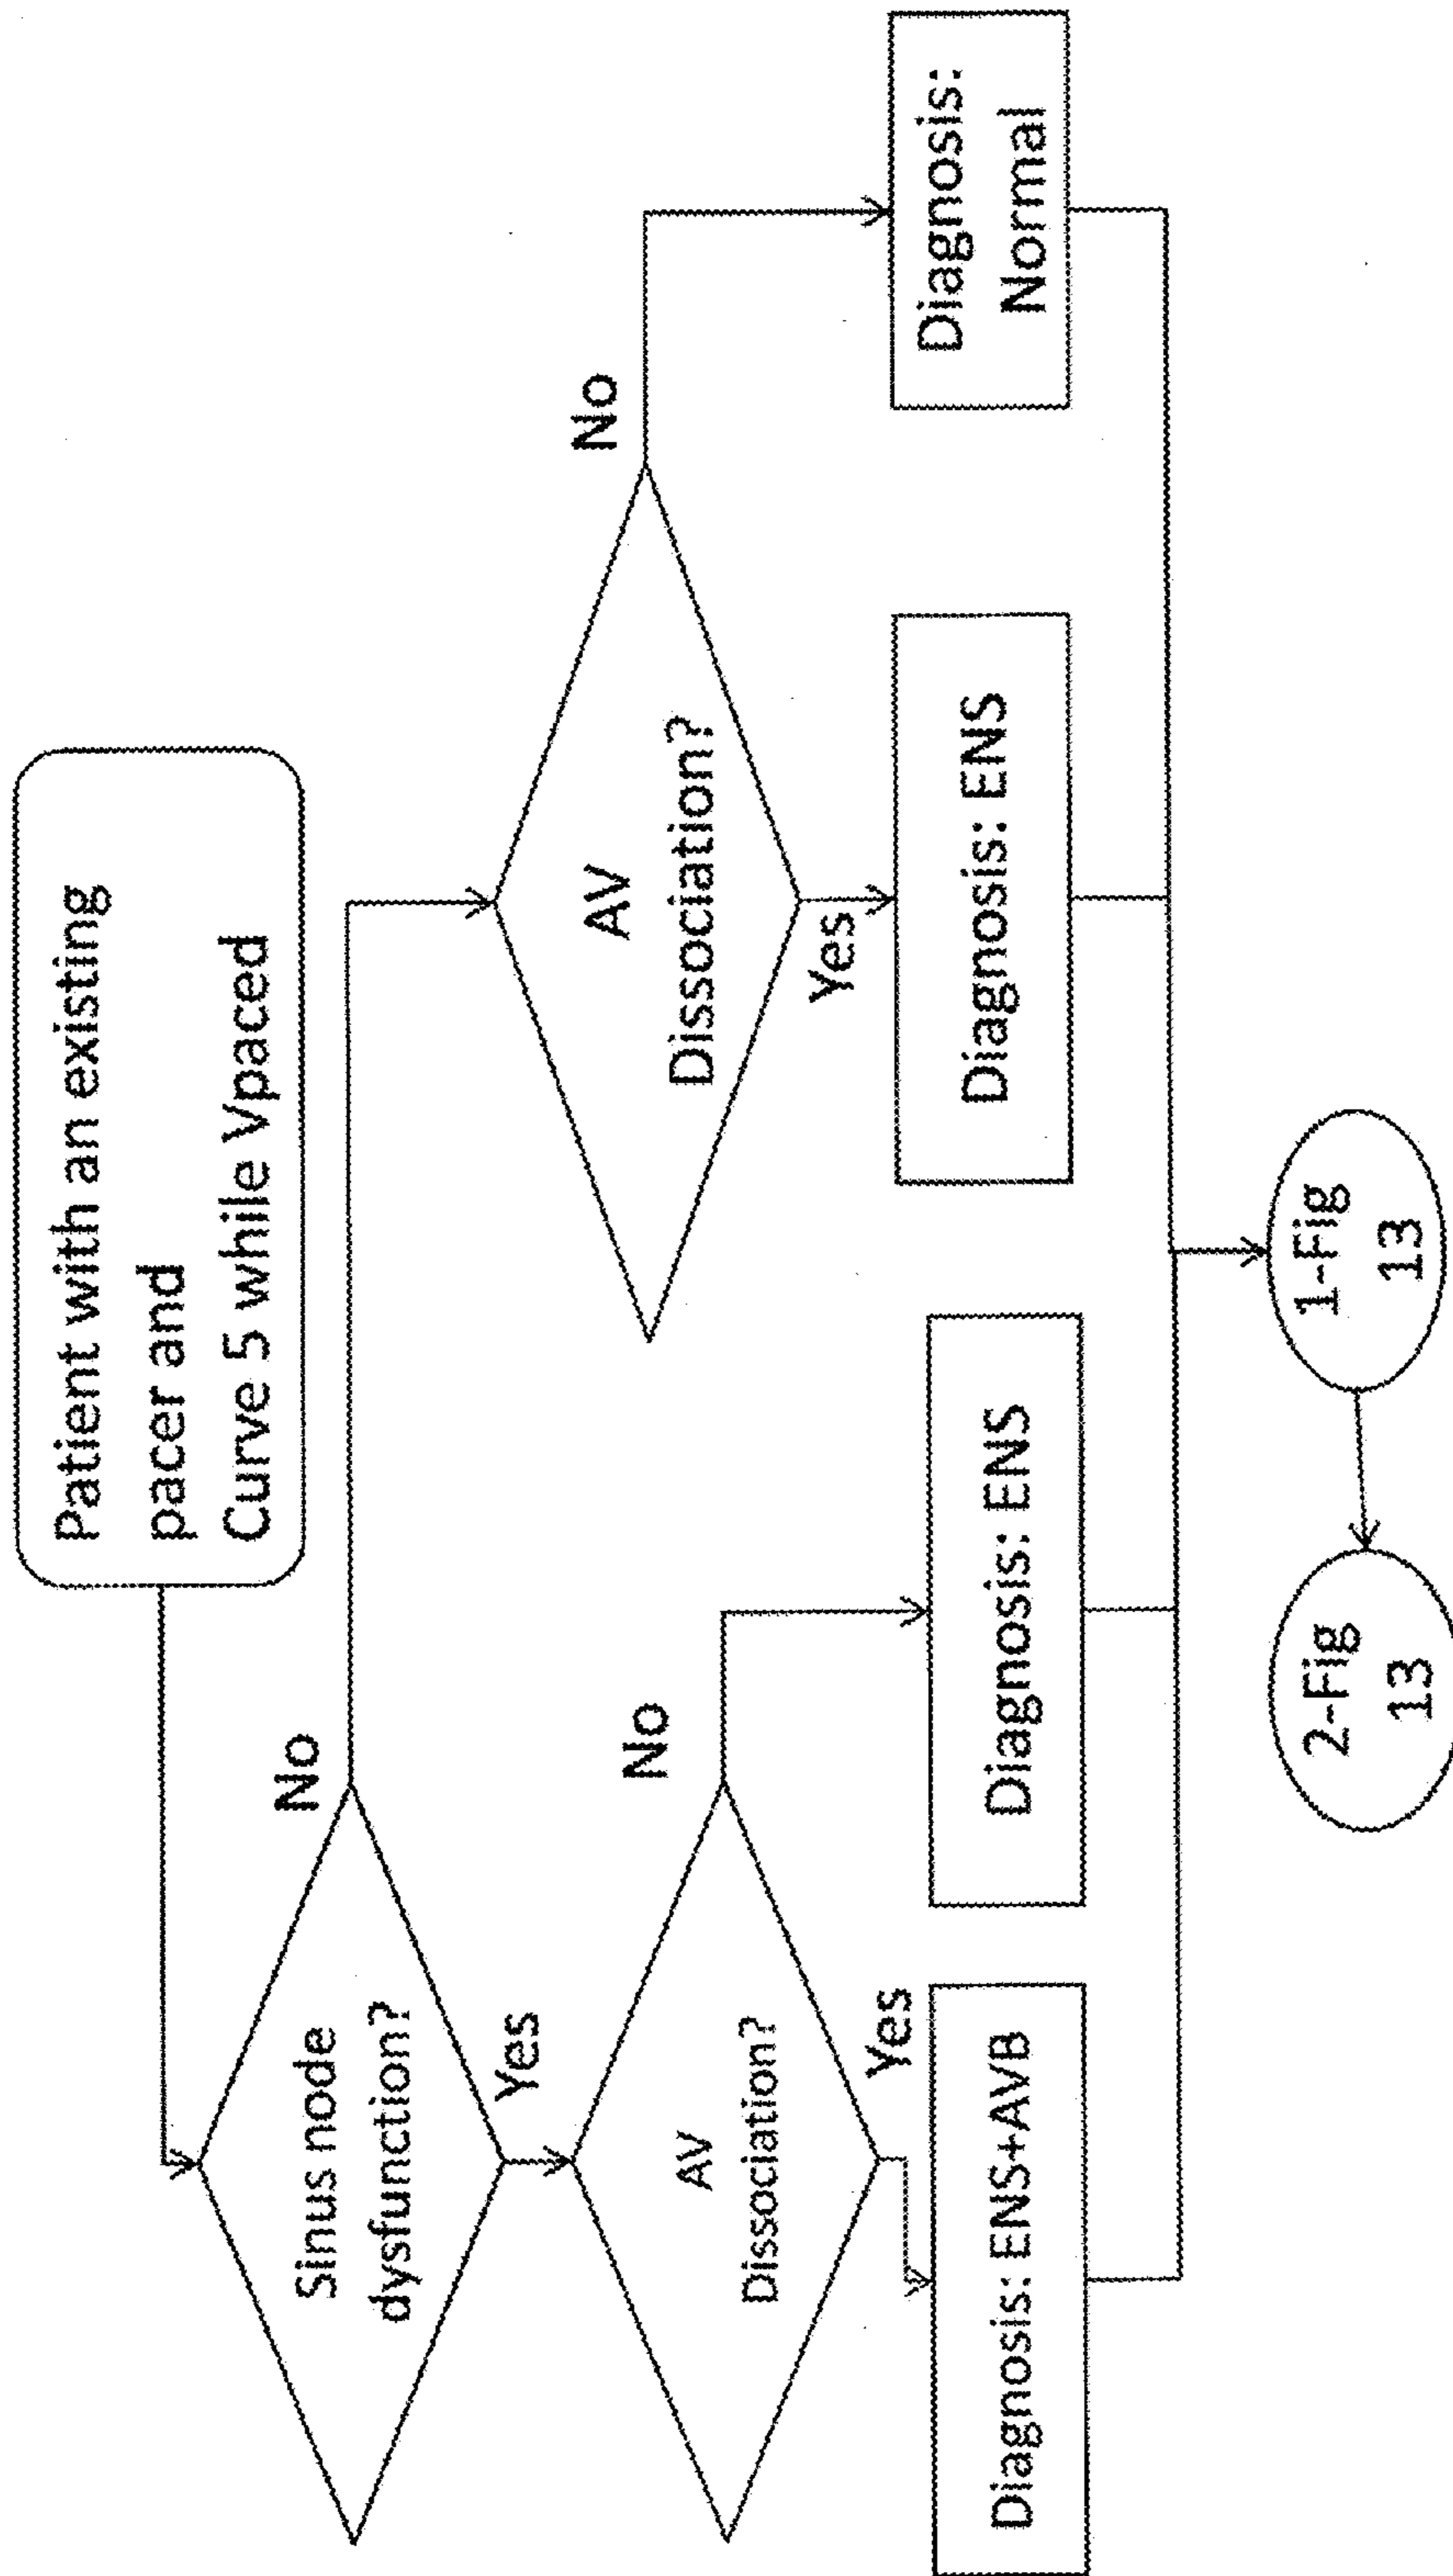 Patient with an existing
pacer and
Curve 5 while Vpaced
Sinus node
dysfunction?
No
Yes
AV
Dissociation?
No
Yes
AV
Dissociation?
No
Yes
Diagnosis: ENS+AVB
Diagnosis: ENS
Diagnosis: ENS
Diagnosis:
Normal
2-Fig
13
1-Fig
13